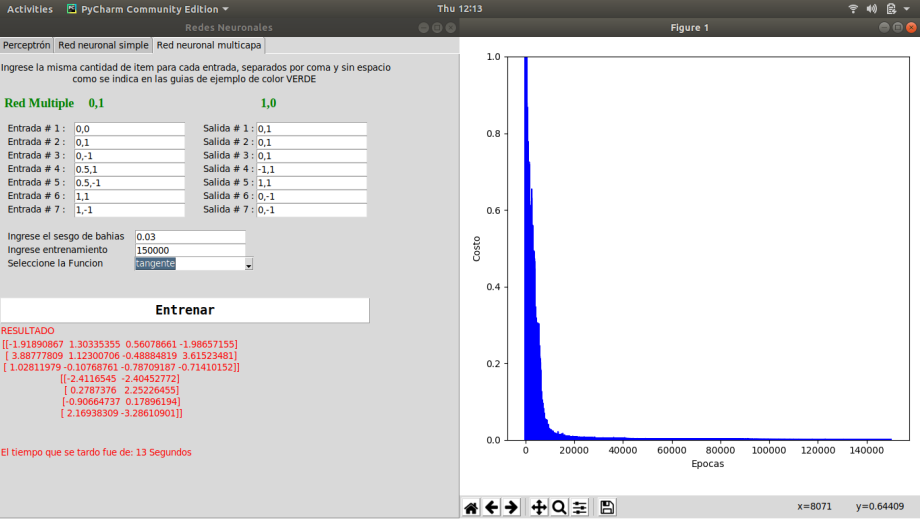 Activities PyCharm Community Edition Thu 12:13
Redes Neuronales
Perceptrón Red neuronal simple Red neuronal multicapa
Ingrese la misma cantidad de item para cada entrada, separados por coma y sin espacio
como se indica en las guias de ejemplo de color VERDE
Red Multiple 0,1 1,0
Entrada # 1 : 0,0 Salida # 1 : 0,1
Entrada # 2 : 0,1 Salida # 2 : 0,1
Entrada # 3 : 0,-1 Salida # 3 : 0,1
Entrada # 4 : 0.5,1 Salida # 4 : -1,1
Entrada # 5 : 0.5,-1 Salida # 5 : 1,1
Entrada # 6 : 1,1 Salida # 6 : 0,-1
Entrada # 7 : 1,-1 Salida # 7 : 0,-1
Ingrese el sesgo de bahias 0.03
Ingrese entrenamiento 150000
Seleccione la Funcion tangente
Entrenar
RESULTADO
[[-1.91890867 1.30335355 0.56078661 -1.98657155]
[ 3.88777809 1.12300706 -0.48884819 3.61523481]
[ 1.02811979 -0.10768761 -0.78709187 -0.71410152]]
[[-2.4116545 -2.40452772]
[ 0.2787376 2.25226455]
[-0.90664737 0.17896194]
[ 2.16938309 -3.28610901]]
El tiempo que se tardo fue de: 13 Segundos
Figure 1
1.0
0.8
0.6
0.4
0.2
0.0
Costo
0 20000 40000 60000 80000 100000 120000 140000
Epocas
x=8071 y=0.64409